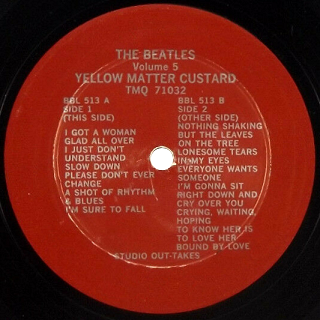 THE BEATLES
Volume 5
YELLOW MATTER CUSTARD
TMQ 71032
BBL 513 A
SIDE 1
(THIS SIDE)
I GOT A WOMAN
GLAD ALL OVER
I JUST DON'T
UNDERSTAND
SLOW DOWN
PLEASE DON'T EVER
CHANGE
A SHOT OF RHYTHM
& BLUES
I'M SURE TO FALL
BBL 513 B
SIDE 2
(OTHER SIDE)
NOTHING SHAKING
BUT THE LEAVES
ON THE TREE
LONESOME TEARS
IN MY EYES
EVERYONE WANTS
SOMEONE
I'M GONNA SIT
RIGHT DOWN AND
CRY OVER YOU
CRYING, WAITING,
HOPING
TO KNOW HER IS
TO LOVE HER
BOUND BY LOVE
STUDIO OUT-TAKES